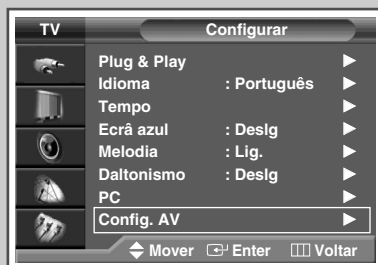 TV Configurar
Plug & Play
Idioma : Português
Tempo
Ecrâ azul : Deslg
Melodia : Lig.
Daltonismo : Deslg
PC
Config. AV
Mover Enter Voltar